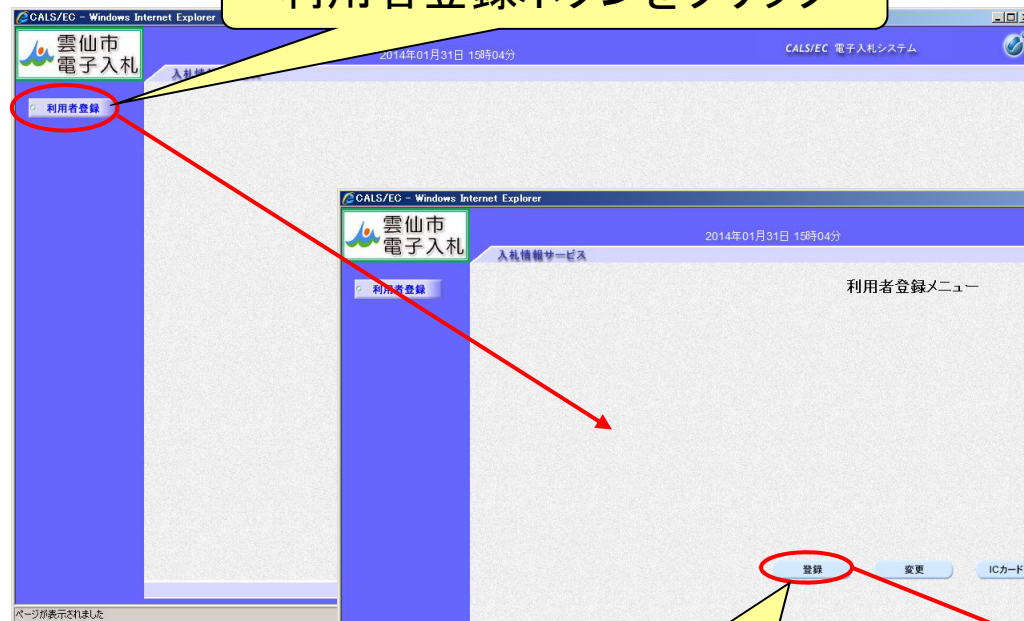 利用者登録ボタンをクリック
CALS/EC - Windows Internet Explorer
雲仙市
電子入札
2014年01月31日 15時04分
CALS/EC 電子入札システム
入札情
利用者登録
CALS/EC - Windows Internet Explorer
雲仙市
電子入札
2014年01月31日 15時04分
入札情報サービス
利用者登録
利用者登録メニュー
登録
変更
ICカード
ページが表示されました